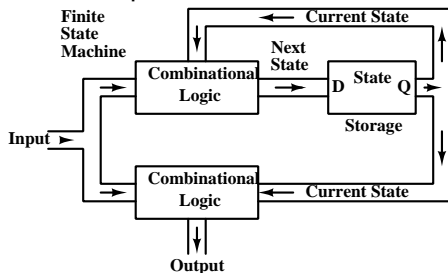 Finite
State
Machine
Current State
Next
State
Combinational
Logic
D State Q
Storage
Input
Combinational
Logic
Current State
Output